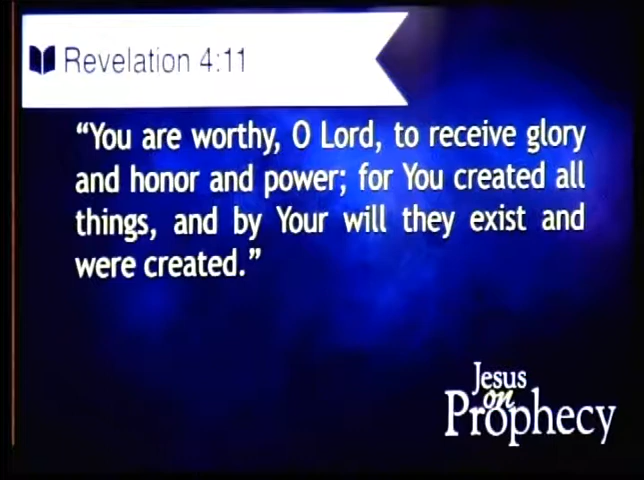 Revelation 4:11
“You are worthy, O Lord, to receive glory
and honor and power; for You created all
things, and by Your will they exist and
were created.”
Jesus
on
Prophecy